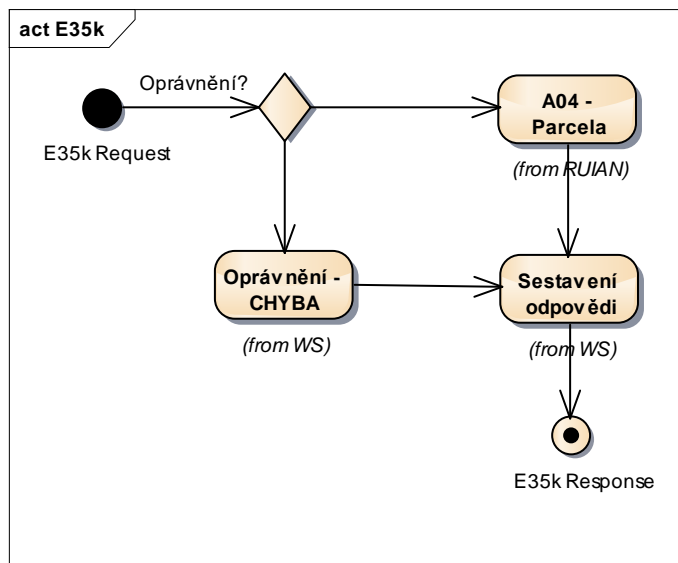 act E35k
Oprávnění?
E35k Request
A04 -
Parcela
(from RUIAN)
Oprávnění -
CHYBA
(from WS)
Sestavení
odpovědi
(from WS)
E35k Response